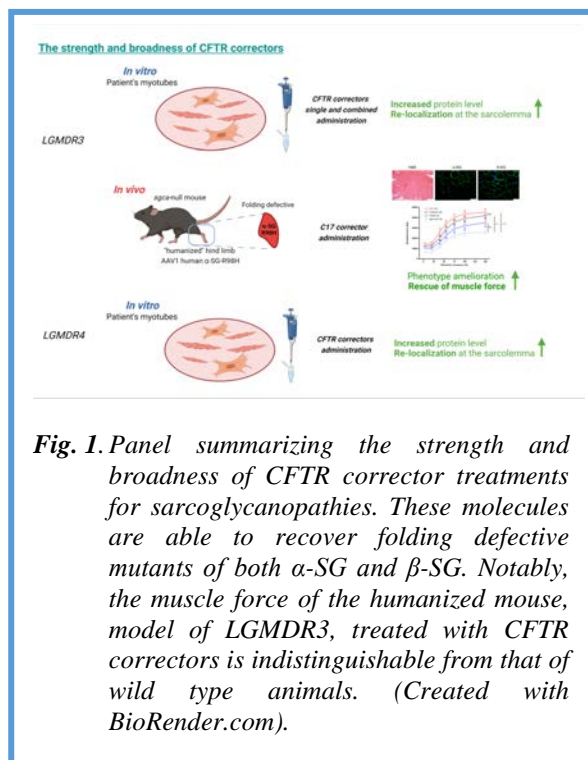 The strength and broadness of CFTR correctors
In vitro
Patient's myotubes
CFTR correctors
single and combined
administration
Increased protein level
Re-localization at the sarcolemma
LGMDR3
In vivo
sgca-null mouse
Folding defective
α-SG
R98H
"humanized" hind limb
AAV1 human α-SG-R98H
C17 corrector
administration
Phenotype amelioration
Rescue of muscle force
In vitro
Patient's myotubes
LGMDR4
CFTR correctors
administration
Increased protein level
Re-localization at the sarcolemma
Fig. 1. Panel summarizing the strength and
broadness of CFTR corrector treatments
for sarcoglycanopathies. These molecules
are able to recover folding defective
mutants of both α-SG and β-SG. Notably,
the muscle force of the humanized mouse,
model of LGMDR3, treated with CFTR
correctors is indistinguishable from that of
wild type animals. (Created with
BioRender.com).